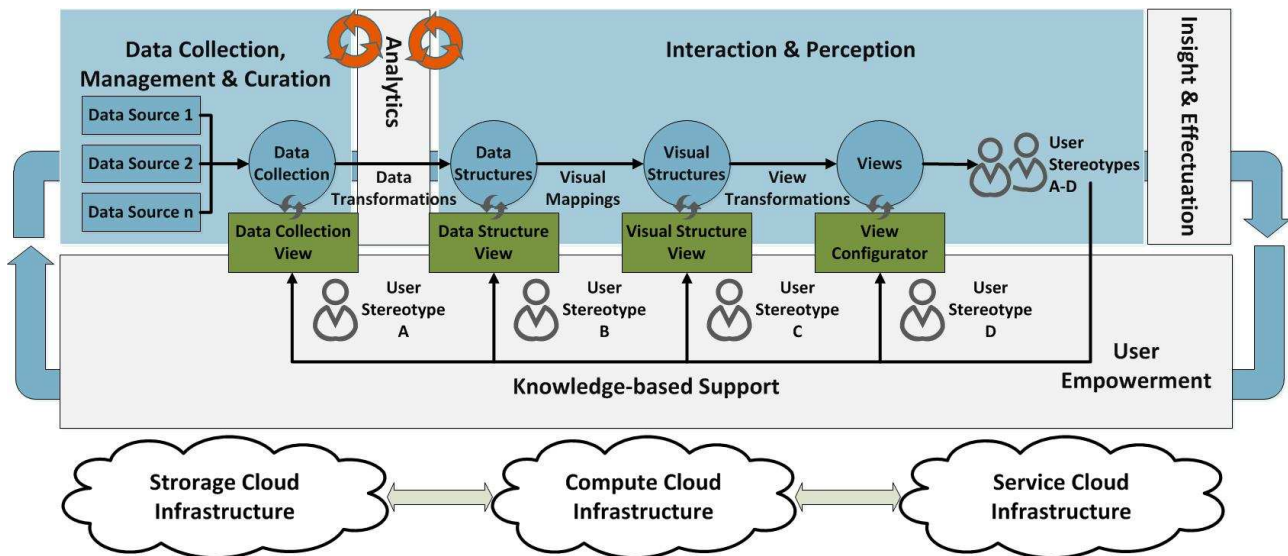 Data Collection,
Management & Curation
Analytics
Interaction & Perception
Insight & Effectuation
Data Source 1
Data Source 2
Data Source n
Data
Collection
Data
Transformations
Data
Structures
Visual
Mappings
Visual
Structures
View
Transformations
Views
User
Stereotypes
A-D
Data Collection
View
Data Structure
View
Visual Structure
View
View
Configurator
User
Stereotype
A
User
Stereotype
B
User
Stereotype
C
User
Stereotype
D
Knowledge-based Support
User
Empowerment
Strorage Cloud
Infrastructure
Compute Cloud
Infrastructure
Service Cloud
Infrastructure